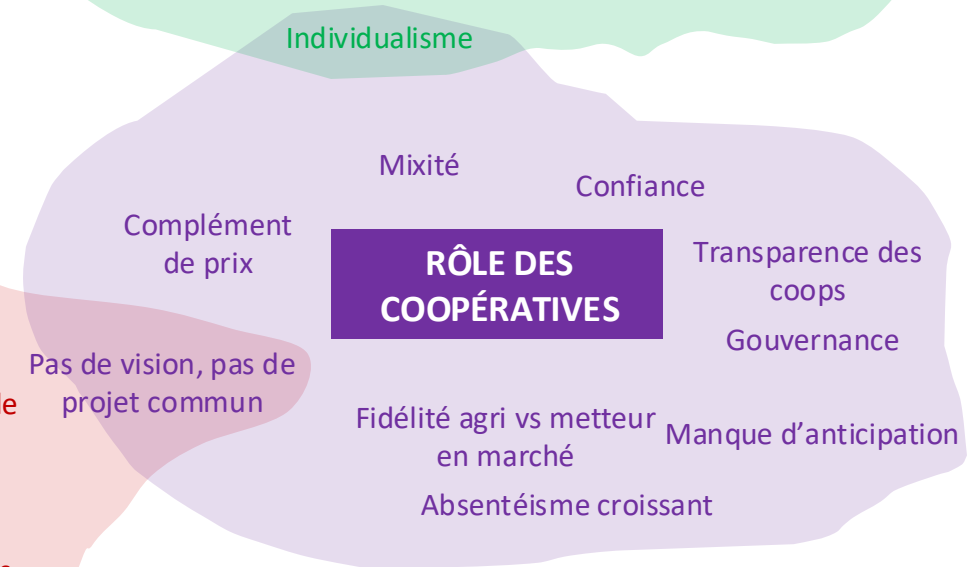 Individualisme
Mixité
Confiance
Complément
de prix
RÔLE DES
COOPÉRATIVES
Transparence des
coops
Gouvernance
Pas de vision, pas de
projet commun
Fidélité agri vs metteur
en marché
Manque d’anticipation
Absentéisme croissant